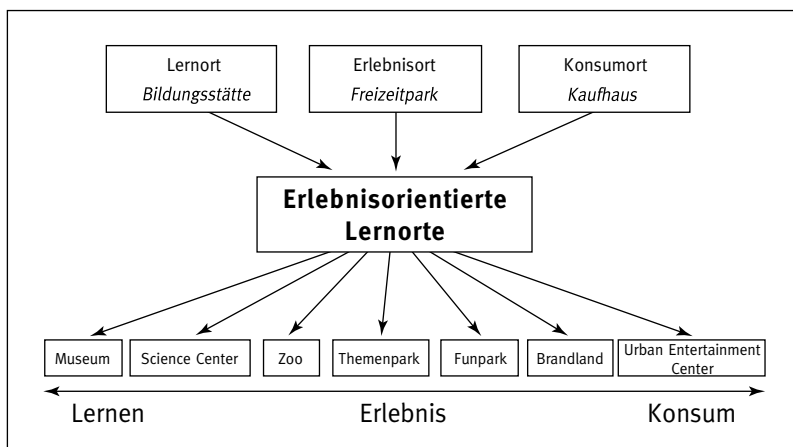 Lernort
Bildungsstätte
Erlebnisort
Freizeitpark
Konsumort
Kaufhaus
Erlebnisorientierte
Lernorte
Museum
Science Center
Zoo
Themenpark
Funpark
Brandland
Urban Entertainment
Center
Lernen
Erlebnis
Konsum